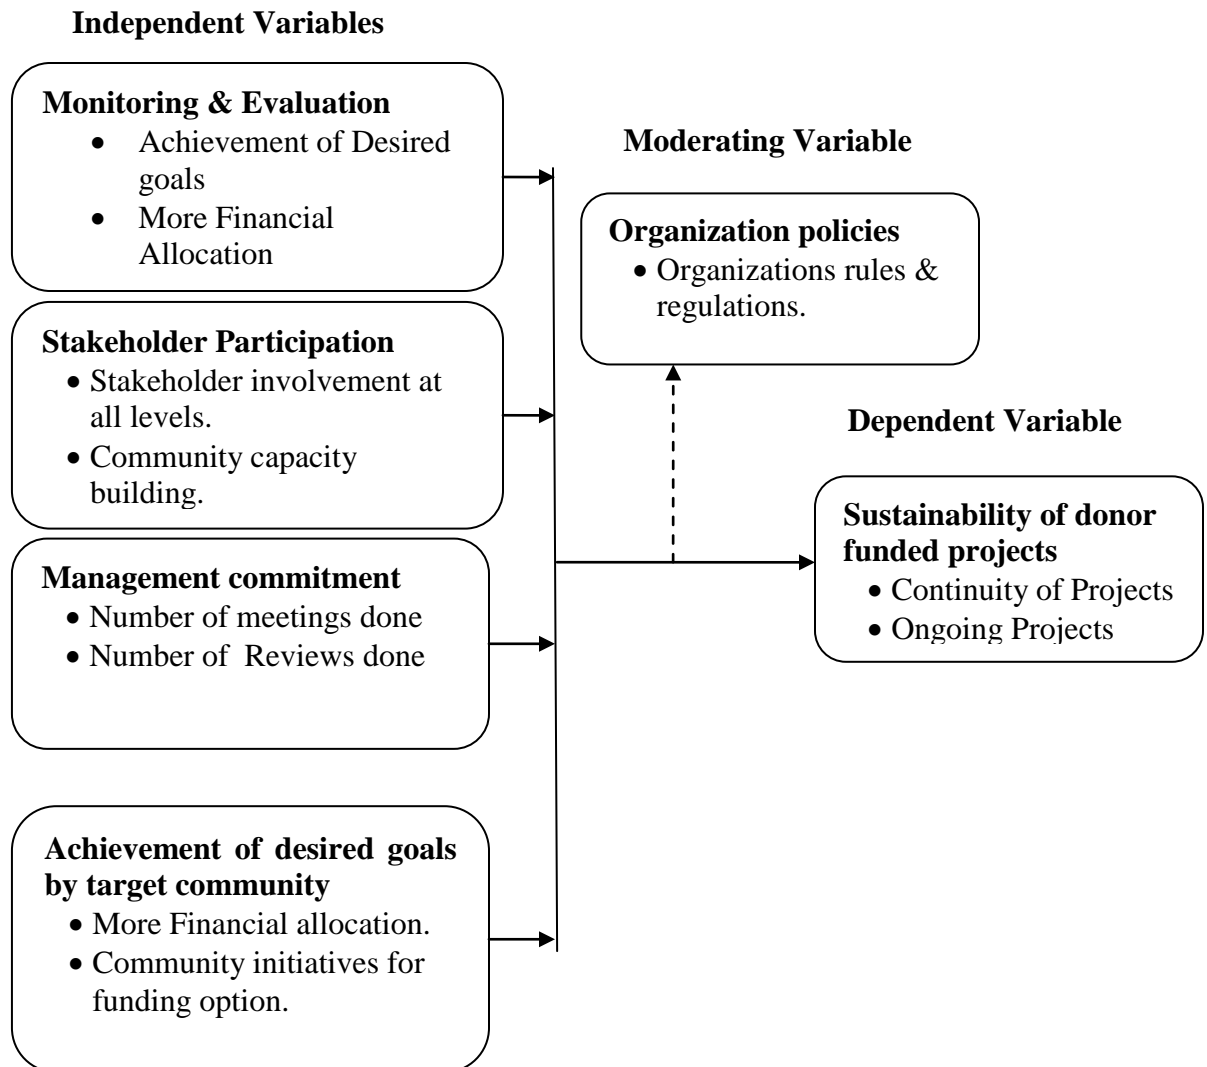 Independent Variables
Monitoring & Evaluation
• Achievement of Desired
goals
• More Financial
Allocation
Stakeholder Participation
• Stakeholder involvement at
all levels.
• Community capacity
building.
Management commitment
• Number of meetings done
• Number of Reviews done
Achievement of desired goals
by target community
• More Financial allocation.
• Community initiatives for
funding option.
Moderating Variable
Organization policies
• Organizations rules &
regulations.
Dependent Variable
Sustainability of donor
funded projects
• Continuity of Projects
• Ongoing Projects